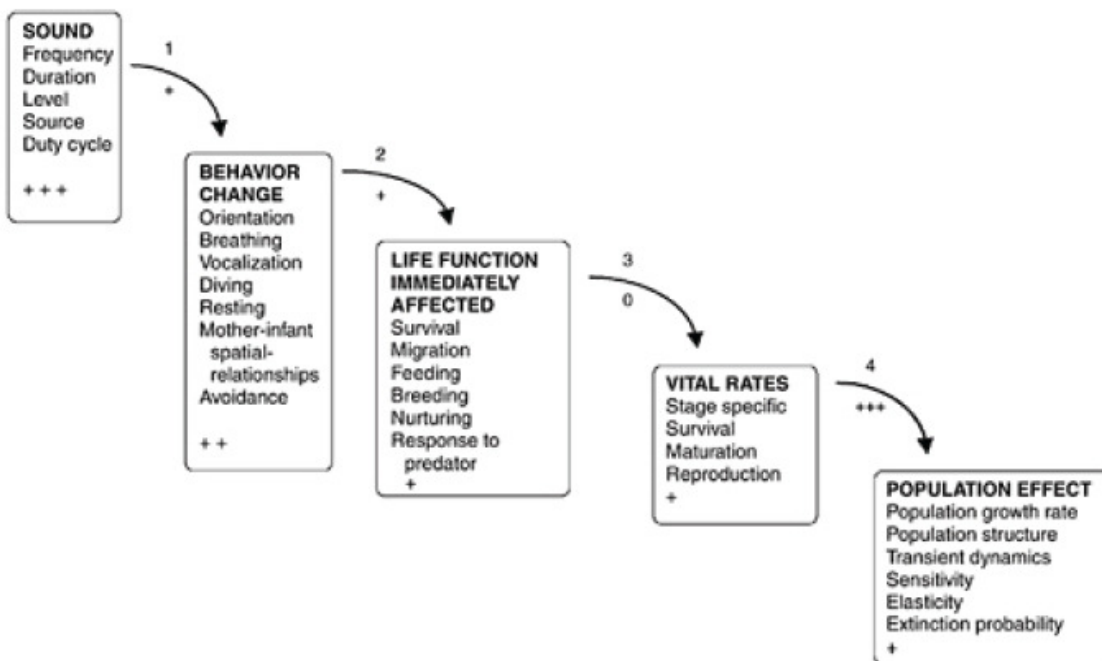 SOUND
Frequency
Duration
Level
Source
Duty cycle
+ + +
1
+
BEHAVIOR
CHANGE
Orientation
Breathing
Vocalization
Diving
Resting
Mother-infant
spatial-
relationships
Avoidance
+ +
2
+
LIFE FUNCTION
IMMEDIATELY
AFFECTED
Survival
Migration
Feeding
Breeding
Nurturing
Response to
predator
+
3
0
VITAL RATES
Stage specific
Survival
Maturation
Reproduction
+
4
+++
POPULATION EFFECT
Population growth rate
Population structure
Transient dynamics
Sensitivity
Elasticity
Extinction probability
+